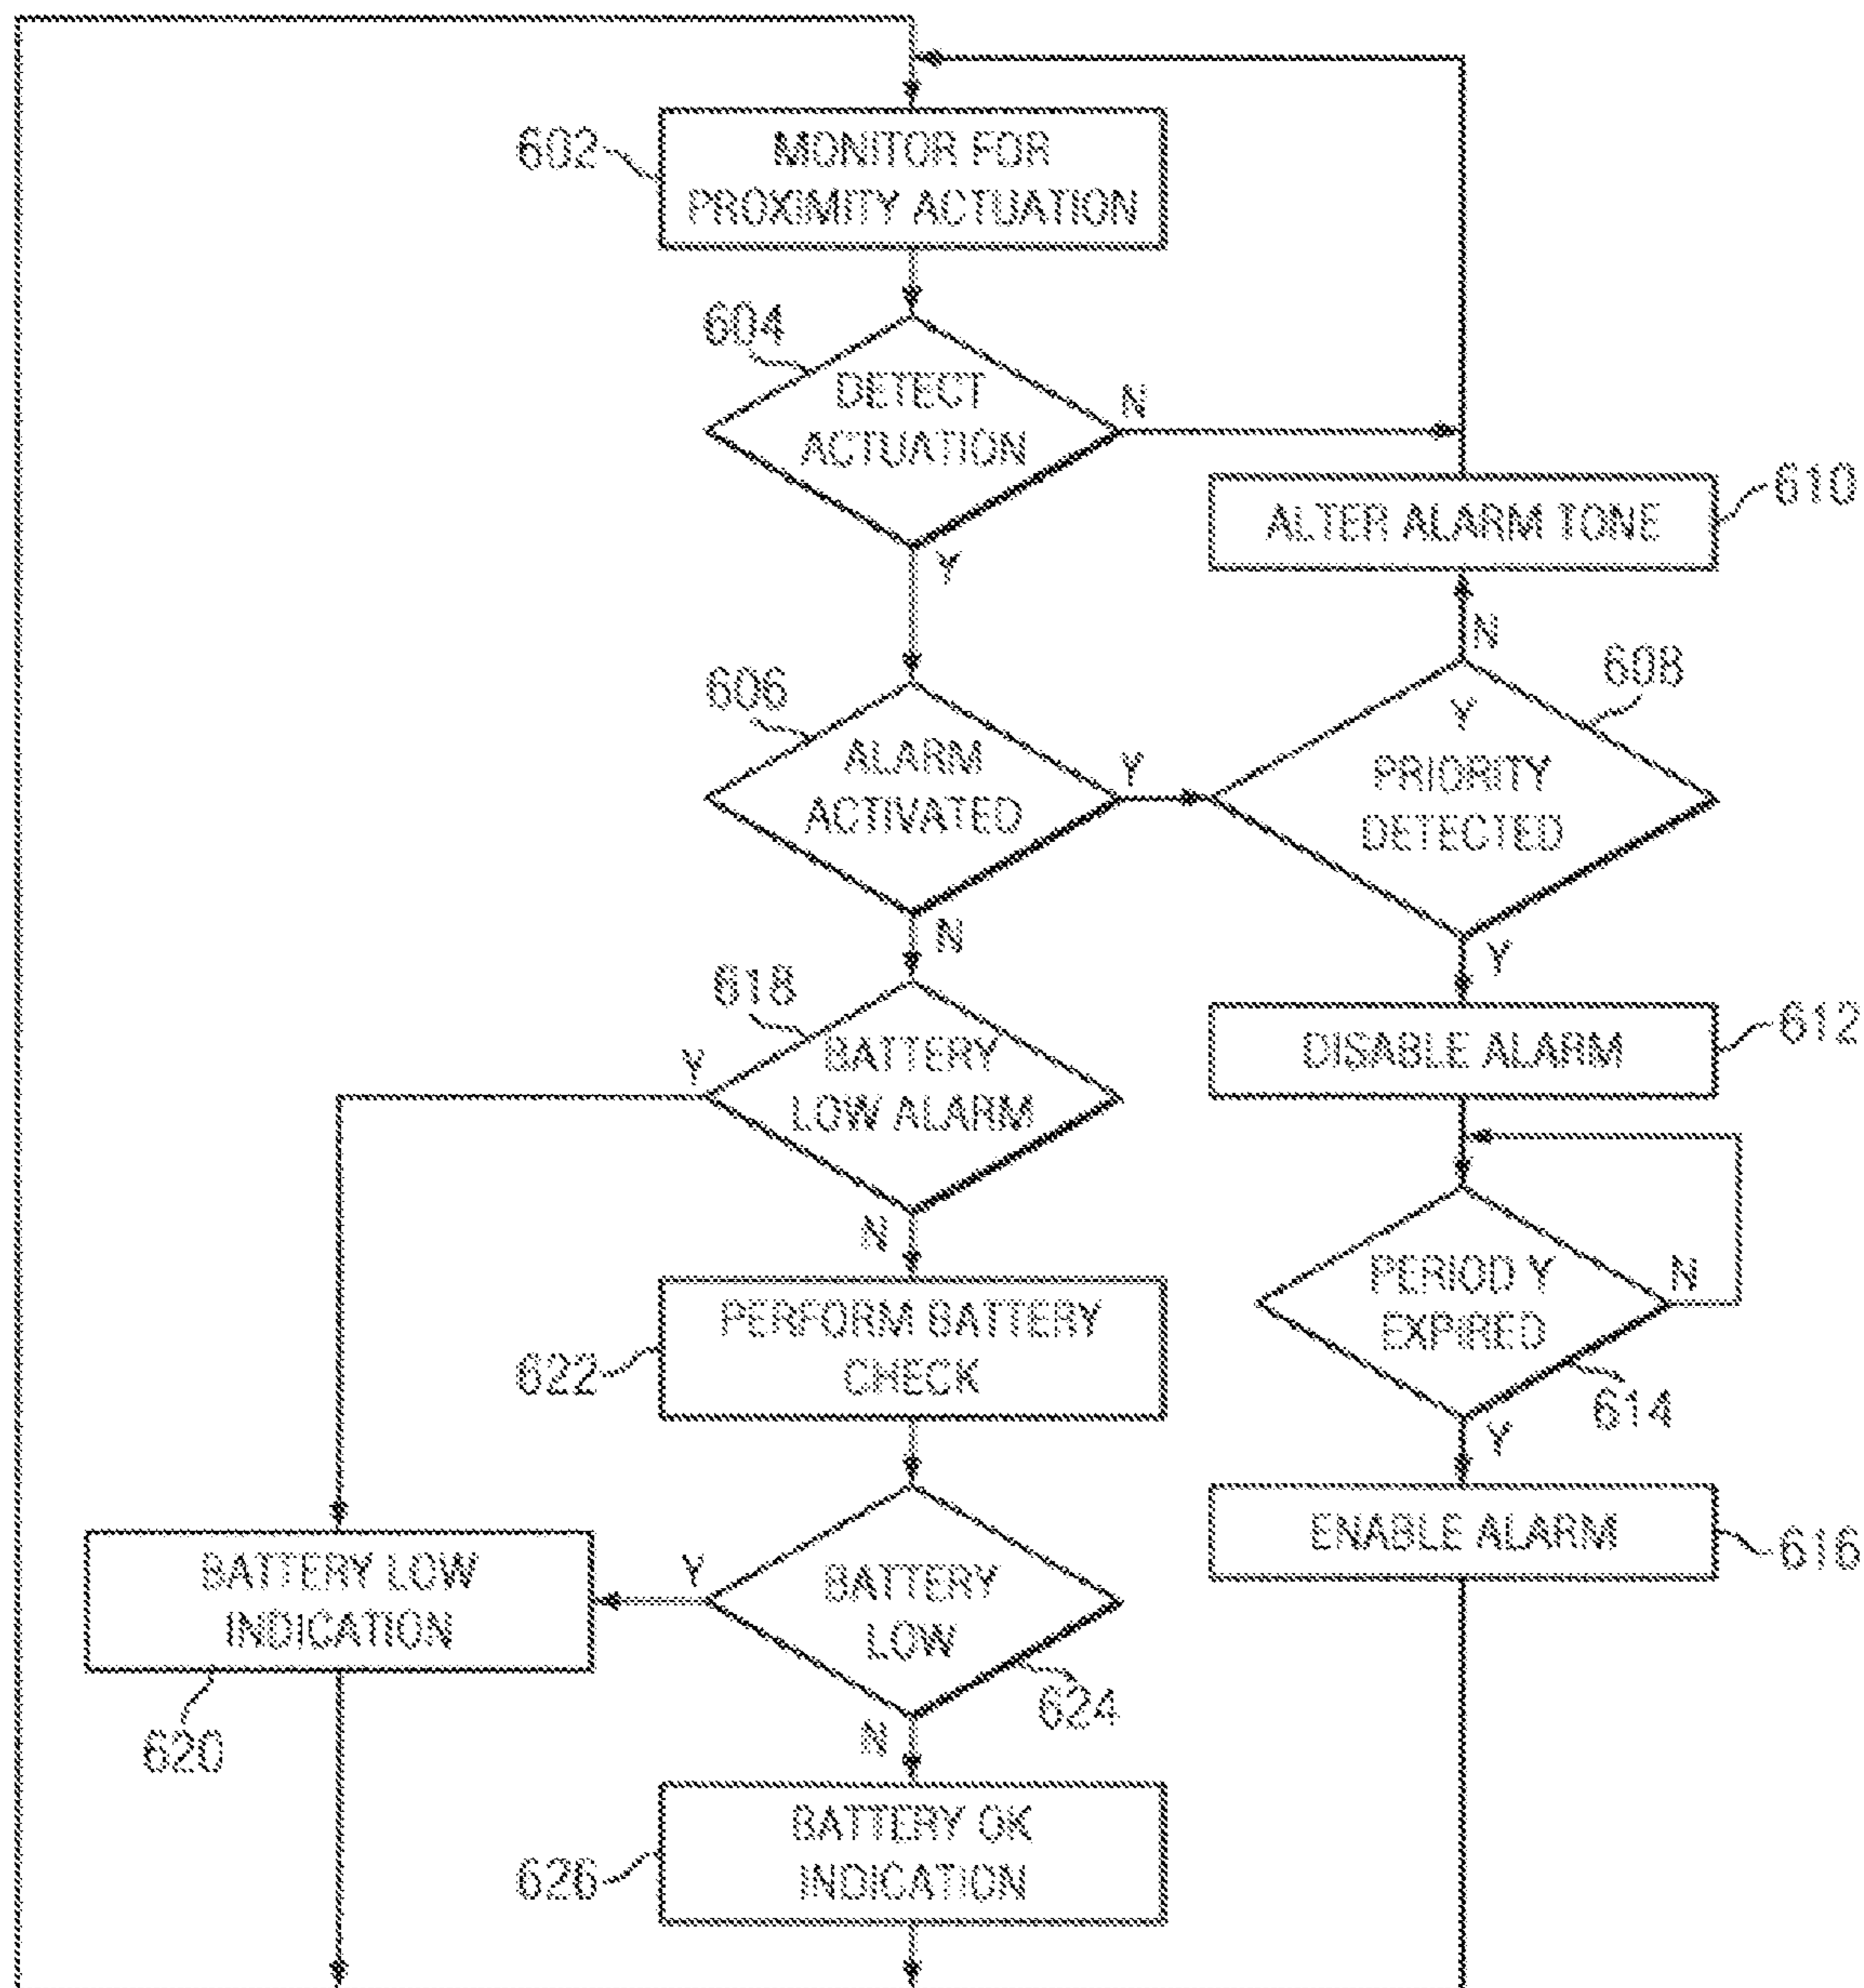 602
MONITOR FOR
PROXIMITY ACTUATION
604
DETECT
ACTUATION
N
Y
ALTER ALARM TONE
610
N
606
ALARM
ACTIVATED
Y
N
608
Y
PRIORITY
DETECTED
Y
618
Y
BATTERY
LOW ALARM
N
DISABLE ALARM
612
PERIOD Y
EXPIRED
N
614
Y
622
PERFORM BATTERY
CHECK
ENABLE ALARM
616
BATTERY LOW
INDICATION
620
Y
BATTERY
LOW
624
N
626
BATTERY OK
INDICATION